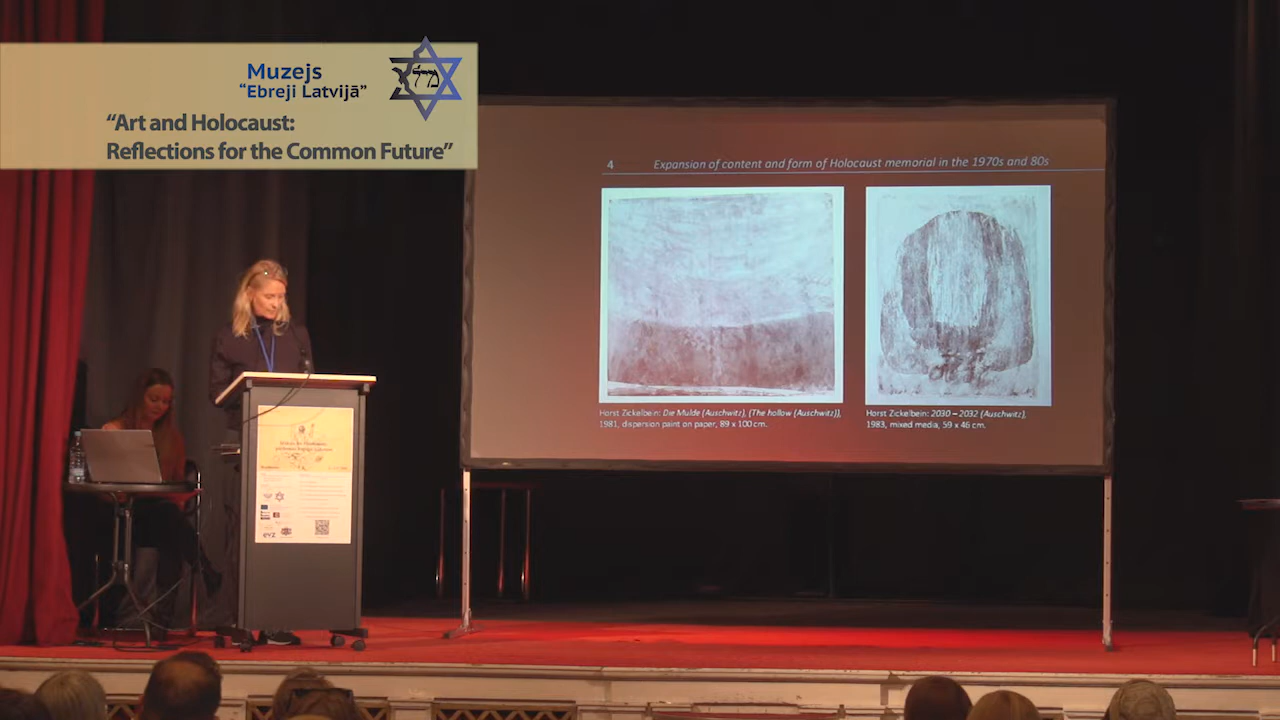 Muzejs
“Ebreji Latvijā”
“Art and Holocaust:
Reflections for the Common Future”
4 Expansion of content and form of Holocaust memorial in the 1970s and 80s
Horst Zickelbein: Die Mulde (Auschwitz), (The hollow (Auschwitz)),
1981, dispersion paint on paper, 89 x 100 cm.
Horst Zickelbein: 2030 – 2032 (Auschwitz),
1983, mixed media, 59 x 46 cm.
evz